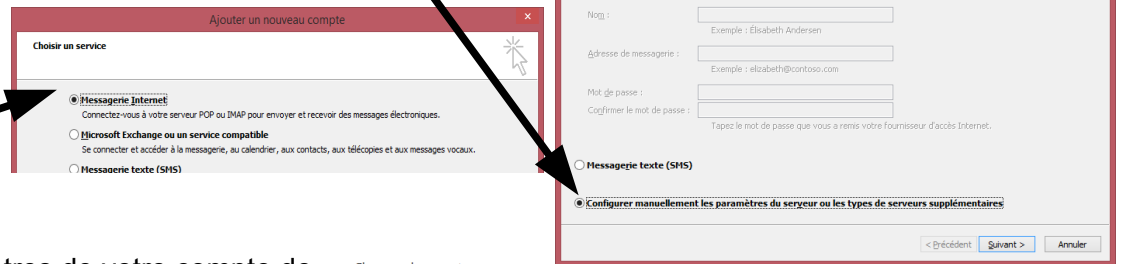 Ajouter un nouveau compte
Choisir un service
Messagerie Internet
Connectez-vous à votre serveur POP ou IMAP pour envoyer et recevoir des messages électroniques.
Microsoft Exchange ou un service compatible
Se connecter et accéder à la messagerie, au calendrier, aux contacts, aux télécopies et aux messages vocaux.
Messagerie texte (SMS)
Nom :
Exemple : Élisabeth Andersen
Adresse de messagerie :
Exemple : elizabeth@contoso.com
Mot de passe :
Confirmer le mot de passe :
Tapez le mot de passe que vous a remis votre fournisseur d'accès Internet.
Messagerie texte (SMS)
Configurer manuellement les paramètres du serveur ou les types de serveurs supplémentaires
< Précédent Suivant > Annuler
de votre compte de